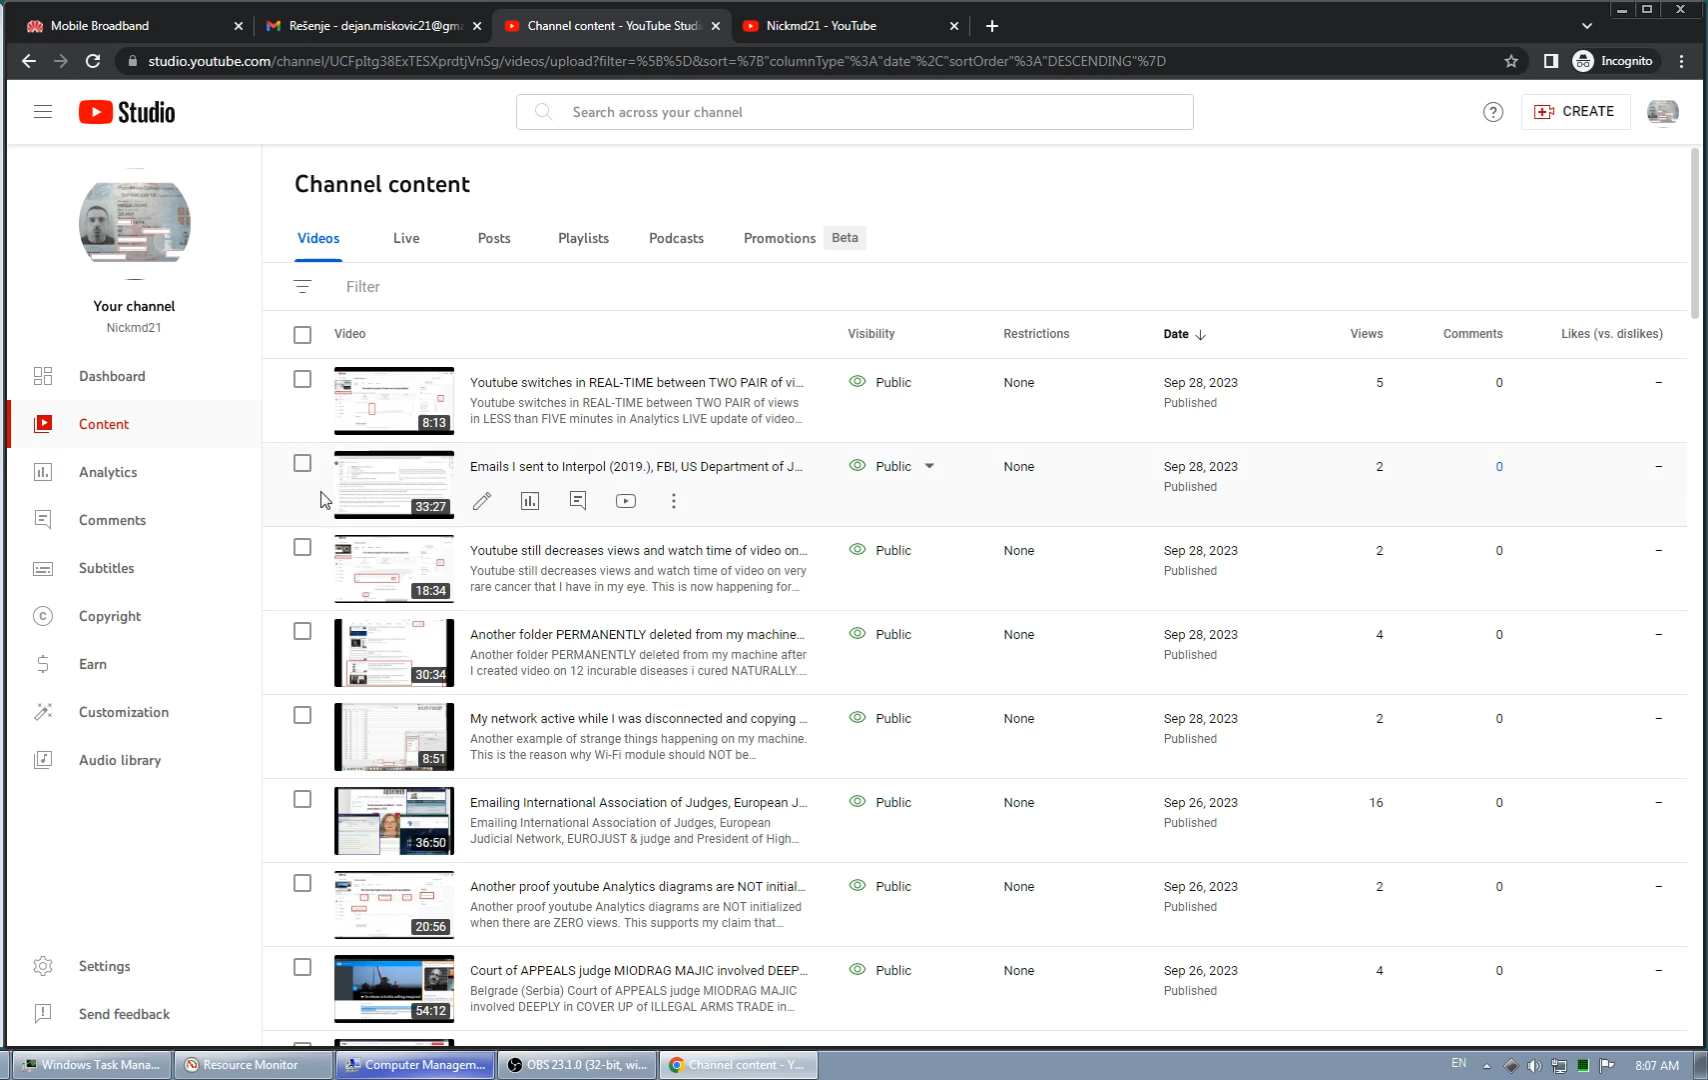 Mobile Broadband
Rešenje - dejan.miskovic21@gm
Channel content - YouTube Studi
Nickmd21 - YouTube
studio.youtube.com/channel/UCFpItg38ExTESXprdtjVnSg/videos/upload?filter=%5B%5D&sort=%7B"columnType"%3A"date"%2C"sortOrder"%3A"DESCENDING"%7D
Incognito
Studio
Search across your channel
CREATE
Your channel
Nickmd21
Dashboard
Content
Analytics
Comments
Subtitles
Copyright
Earn
Customization
Audio library
Settings
Send feedback
Channel content
Videos Live Posts Playlists Podcasts Promotions Beta
Filter
Video Visibility Restrictions Date Views Comments Likes (vs. dislikes)
Youtube switches in REAL-TIME between TWO PAIR of vi... Public None Sep 28, 2023 5 0 –
Youtube switches in REAL-TIME between TWO PAIR of views Published
in LESS than FIVE minutes in Analytics LIVE update of video...
8:13
Emails I sent to Interpol (2019.), FBI, US Department of J... Public None Sep 28, 2023 2 0 –
Published
33:27
Youtube still decreases views and watch time of video on... Public None Sep 28, 2023 2 0 –
Youtube still decreases views and watch time of video on very Published
rare cancer that I have in my eye. This is now happening for...
18:34
Another folder PERMANENTLY deleted from my machine... Public None Sep 28, 2023 4 0 –
Another folder PERMANENTLY deleted from my machine after Published
I created video on 12 incurable diseases i cured NATURALLY....
30:34
My network active while I was disconnected and copying ... Public None Sep 28, 2023 2 0 –
Another example of strange things happening on my machine. Published
This is the reason why Wi-Fi module should NOT be...
8:51
Emailing International Association of Judges, European J... Public None Sep 26, 2023 16 0 –
Emailing International Association of Judges, European Published
Judicial Network, EUROJUST & judge and President of High...
36:50
Another proof youtube Analytics diagrams are NOT initial... Public None Sep 26, 2023 2 0 –
Another proof youtube Analytics diagrams are NOT initialized Published
when there are ZERO views. This supports my claim that...
20:56
Court of APPEALS judge MIODRAG MAJIC involved DEEP... Public None Sep 26, 2023 4 0 –
Belgrade (Serbia) Court of APPEALS judge MIODRAG MAJIC Published
involved DEEPLY in COVER UP of ILLEGAL ARMS TRADE in...
54:12
Windows Task Mana...
Resource Monitor
Computer Managem...
OBS 23.1.0 (32-bit, wi...
Channel content - Y...
EN
8:07 AM